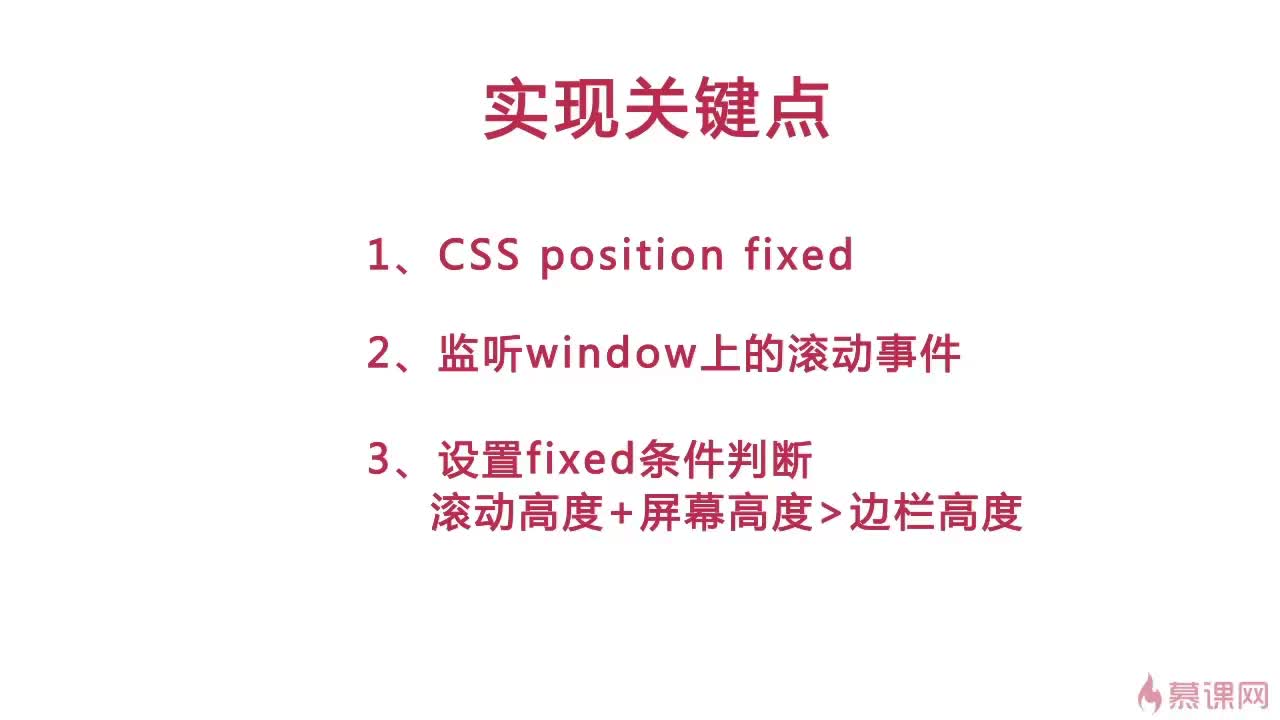 实现关键点
1、CSS position fixed
2、监听window上的滚动事件
3、设置fixed条件判断
滚动高度+屏幕高度>边栏高度
慕课网